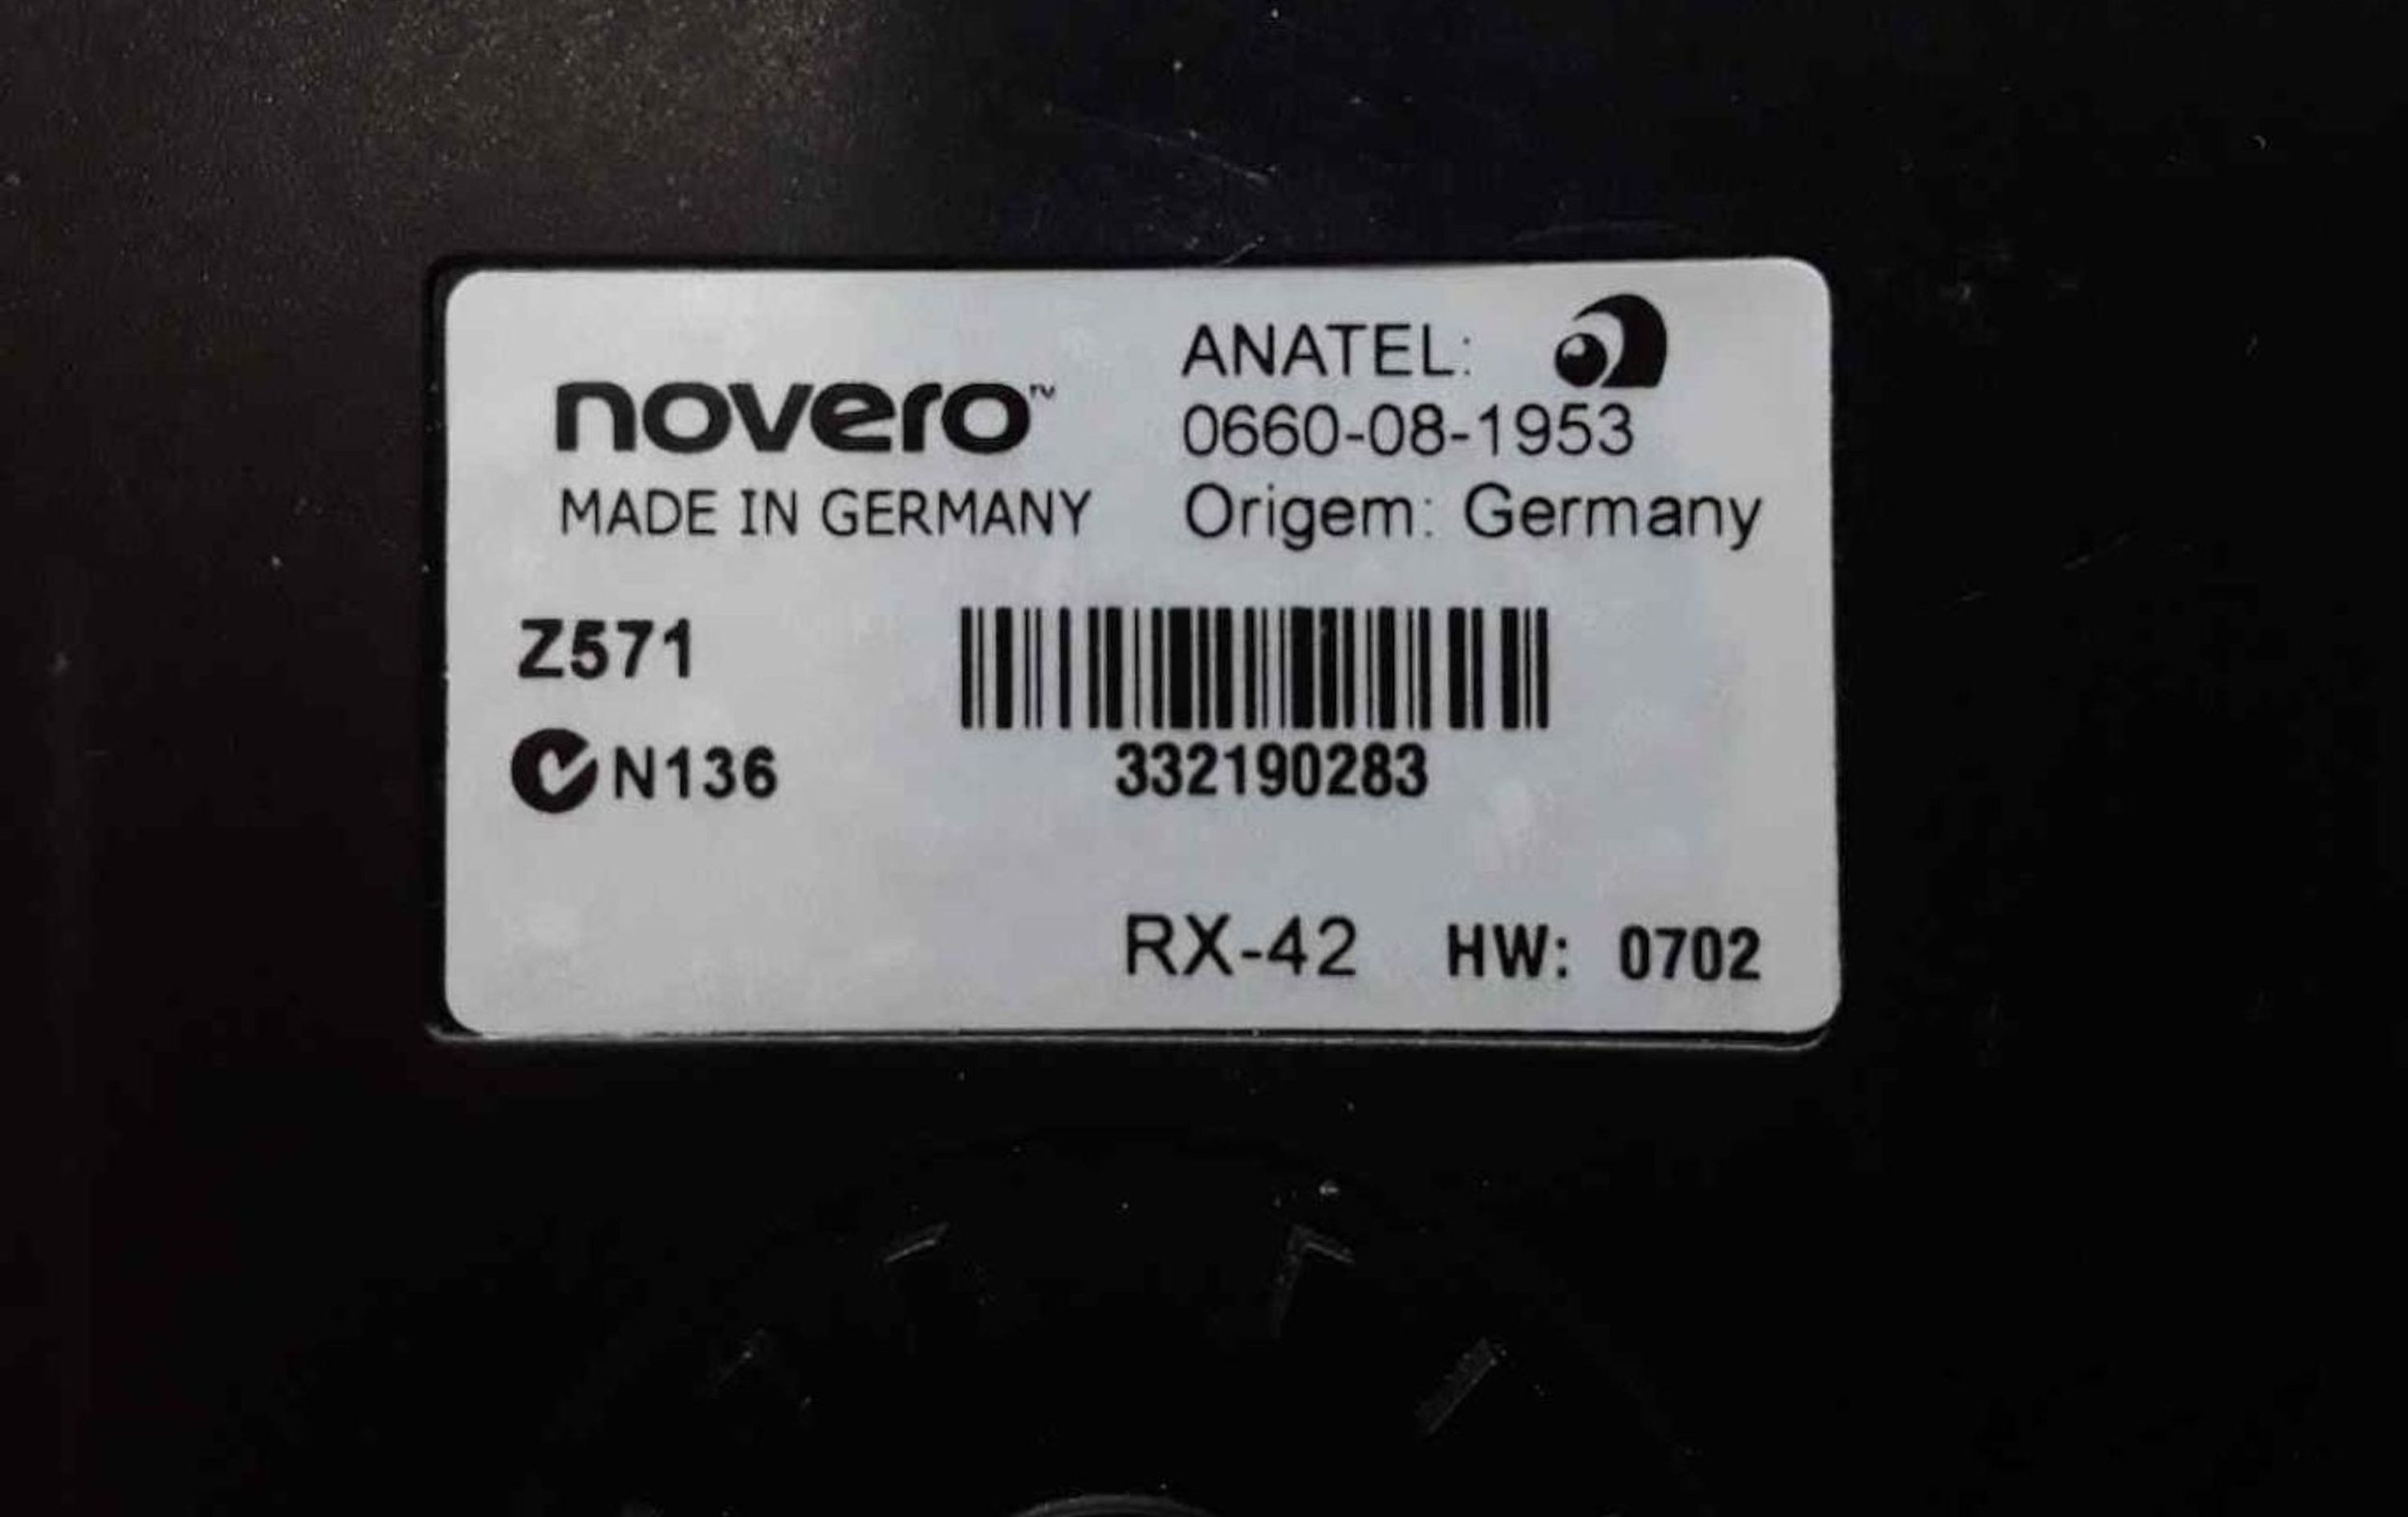 novero™
MADE IN GERMANY
ANATEL:
0660-08-1953
Origem: Germany
Z571
N136
332190283
RX-42 HW: 0702